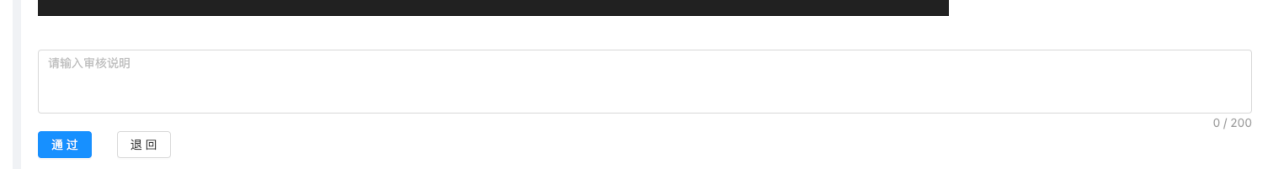 请输入审核说明
0 / 200
通 过
退 回